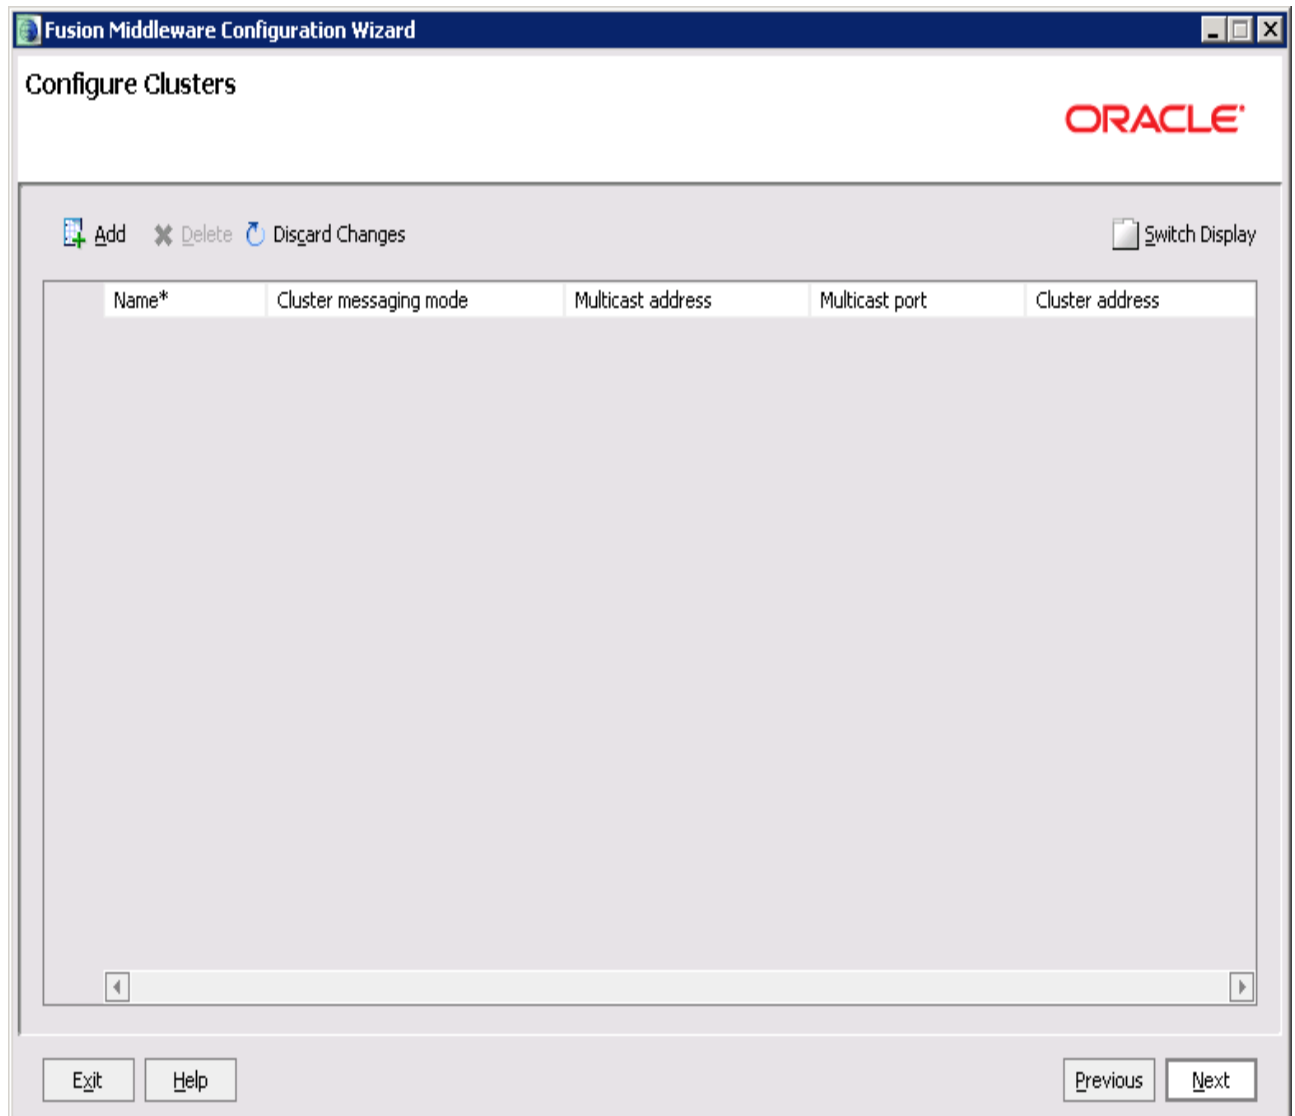 Fusion Middleware Configuration Wizard
Configure Clusters
ORACLE
Add Delete Discard Changes Switch Display
Name* Cluster messaging mode Multicast address Multicast port Cluster address
Exit Help Previous Next